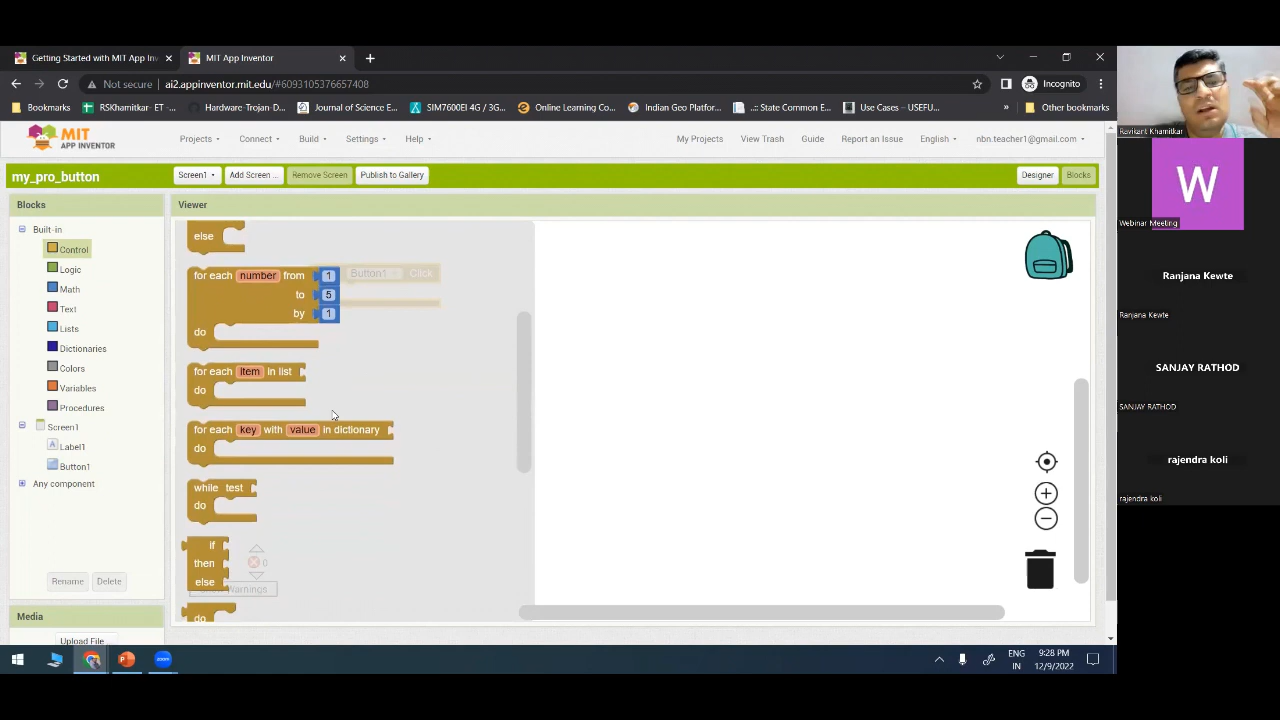 Getting Started with MIT App Inv
MIT App Inventor
Not secure
ai2.appinventor.mit.edu/#6093105376657408
Incognito
Bookmarks
RSKhamitkar- ET -...
Hardware-Trojan-D...
Journal of Science E...
SIM7600EI 4G / 3G...
Online Learning Co...
Indian Geo Platfor...
...: State Common E...
Use Cases – USEFU...
»
Other bookmarks
MIT
APP INVENTOR
Projects
Connect
Build
Settings
Help
My Projects
View Trash
Guide
Report an Issue
English
nbn.teacher1@gmail.com
my_pro_button
Screen1
Add Screen ...
Remove Screen
Publish to Gallery
Designer
Blocks
Blocks
Built-in
Control
Logic
Math
Text
Lists
Dictionaries
Colors
Variables
Procedures
Screen1
Label1
Button1
Any component
Rename
Delete
Media
Upload File
Viewer
else
for each number from 1
to 5
by 1
do
Button1 Click
for each item in list
do
for each key with value in dictionary
do
while test
do
if
then
else
0
Warnings
do
ENG
IN
9:28 PM
12/9/2022
Ravikant Khamitkar
W
Webinar Meeting
Ranjana Kewte
Ranjana Kewte
SANJAY RATHOD
SANJAY RATHOD
rajendra koli
rajendra koli